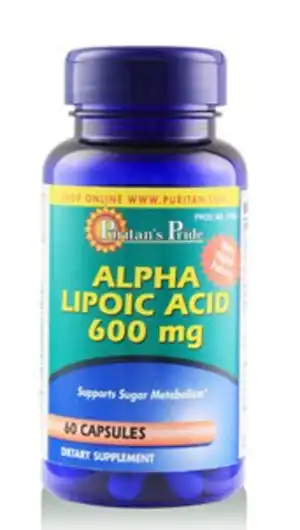 SHOP ONLINE WWW.PURITAN.COM
Puritan's Pride
ALPHA
LIPOIC ACID
600 mg
Supports Sugar Metabolism*
60 CAPSULES
DIETARY SUPPLEMENT